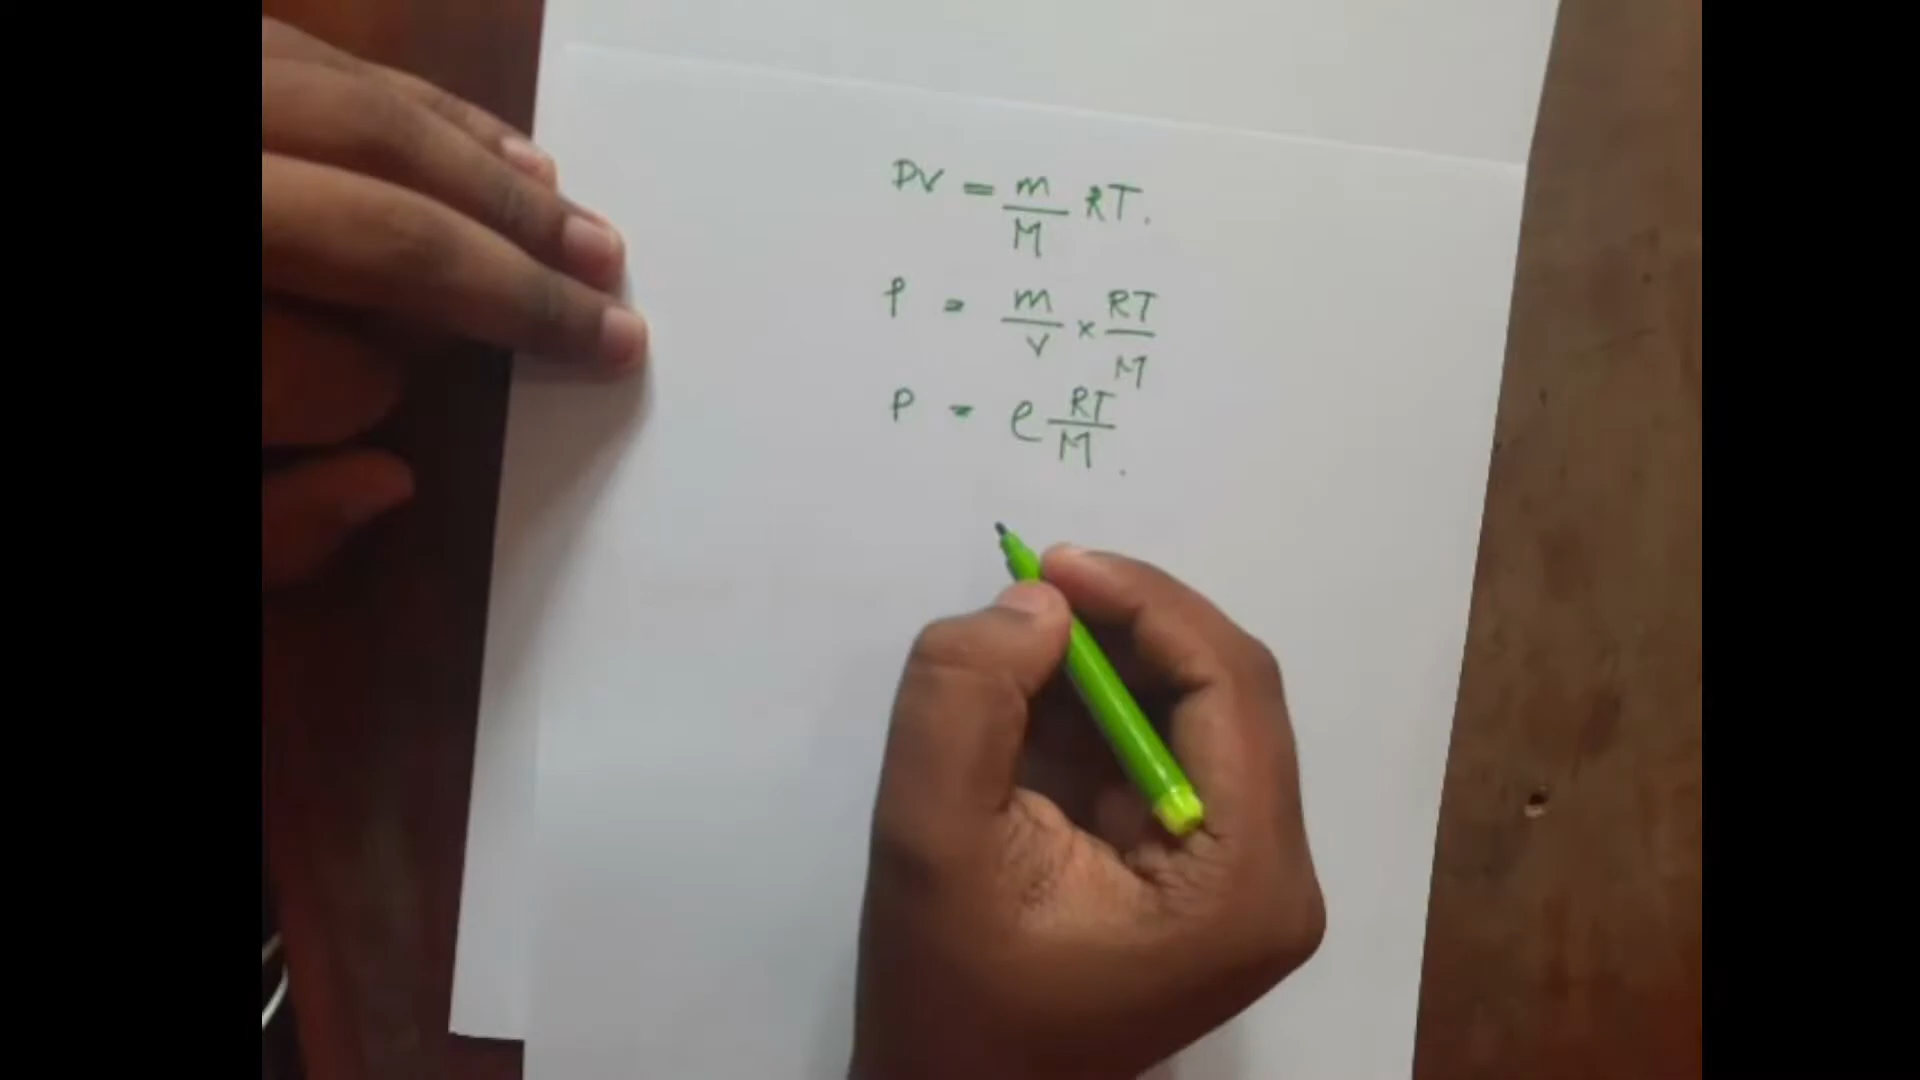 PV = m/M RT.
P = m/V × RT/M
P = ρ RT/M.